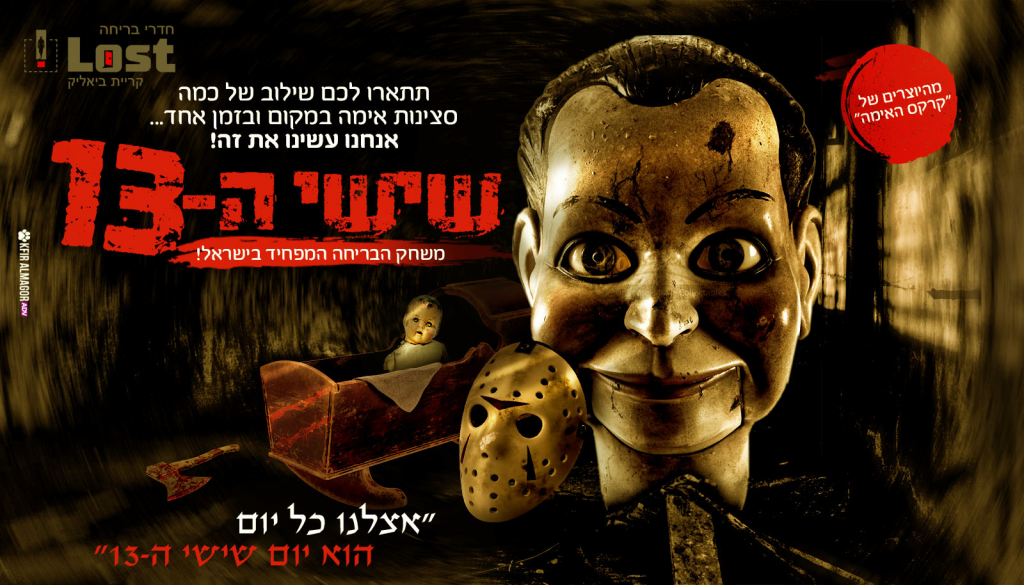 חדרי בריחה
Lost
קריית ביאליק
תתארו לכם שילוב של כמה
סצינות אימה במקום ובזמן אחד...
אנחנו עשינו את זה!
שישי ה-13
משחק הבריחה המפחיד בישראל!
מהיוצרים של
"קרקס האימה"
KFIR ALMAGOR ADV
"אצלנו כל יום
הוא יום שישי ה-13"